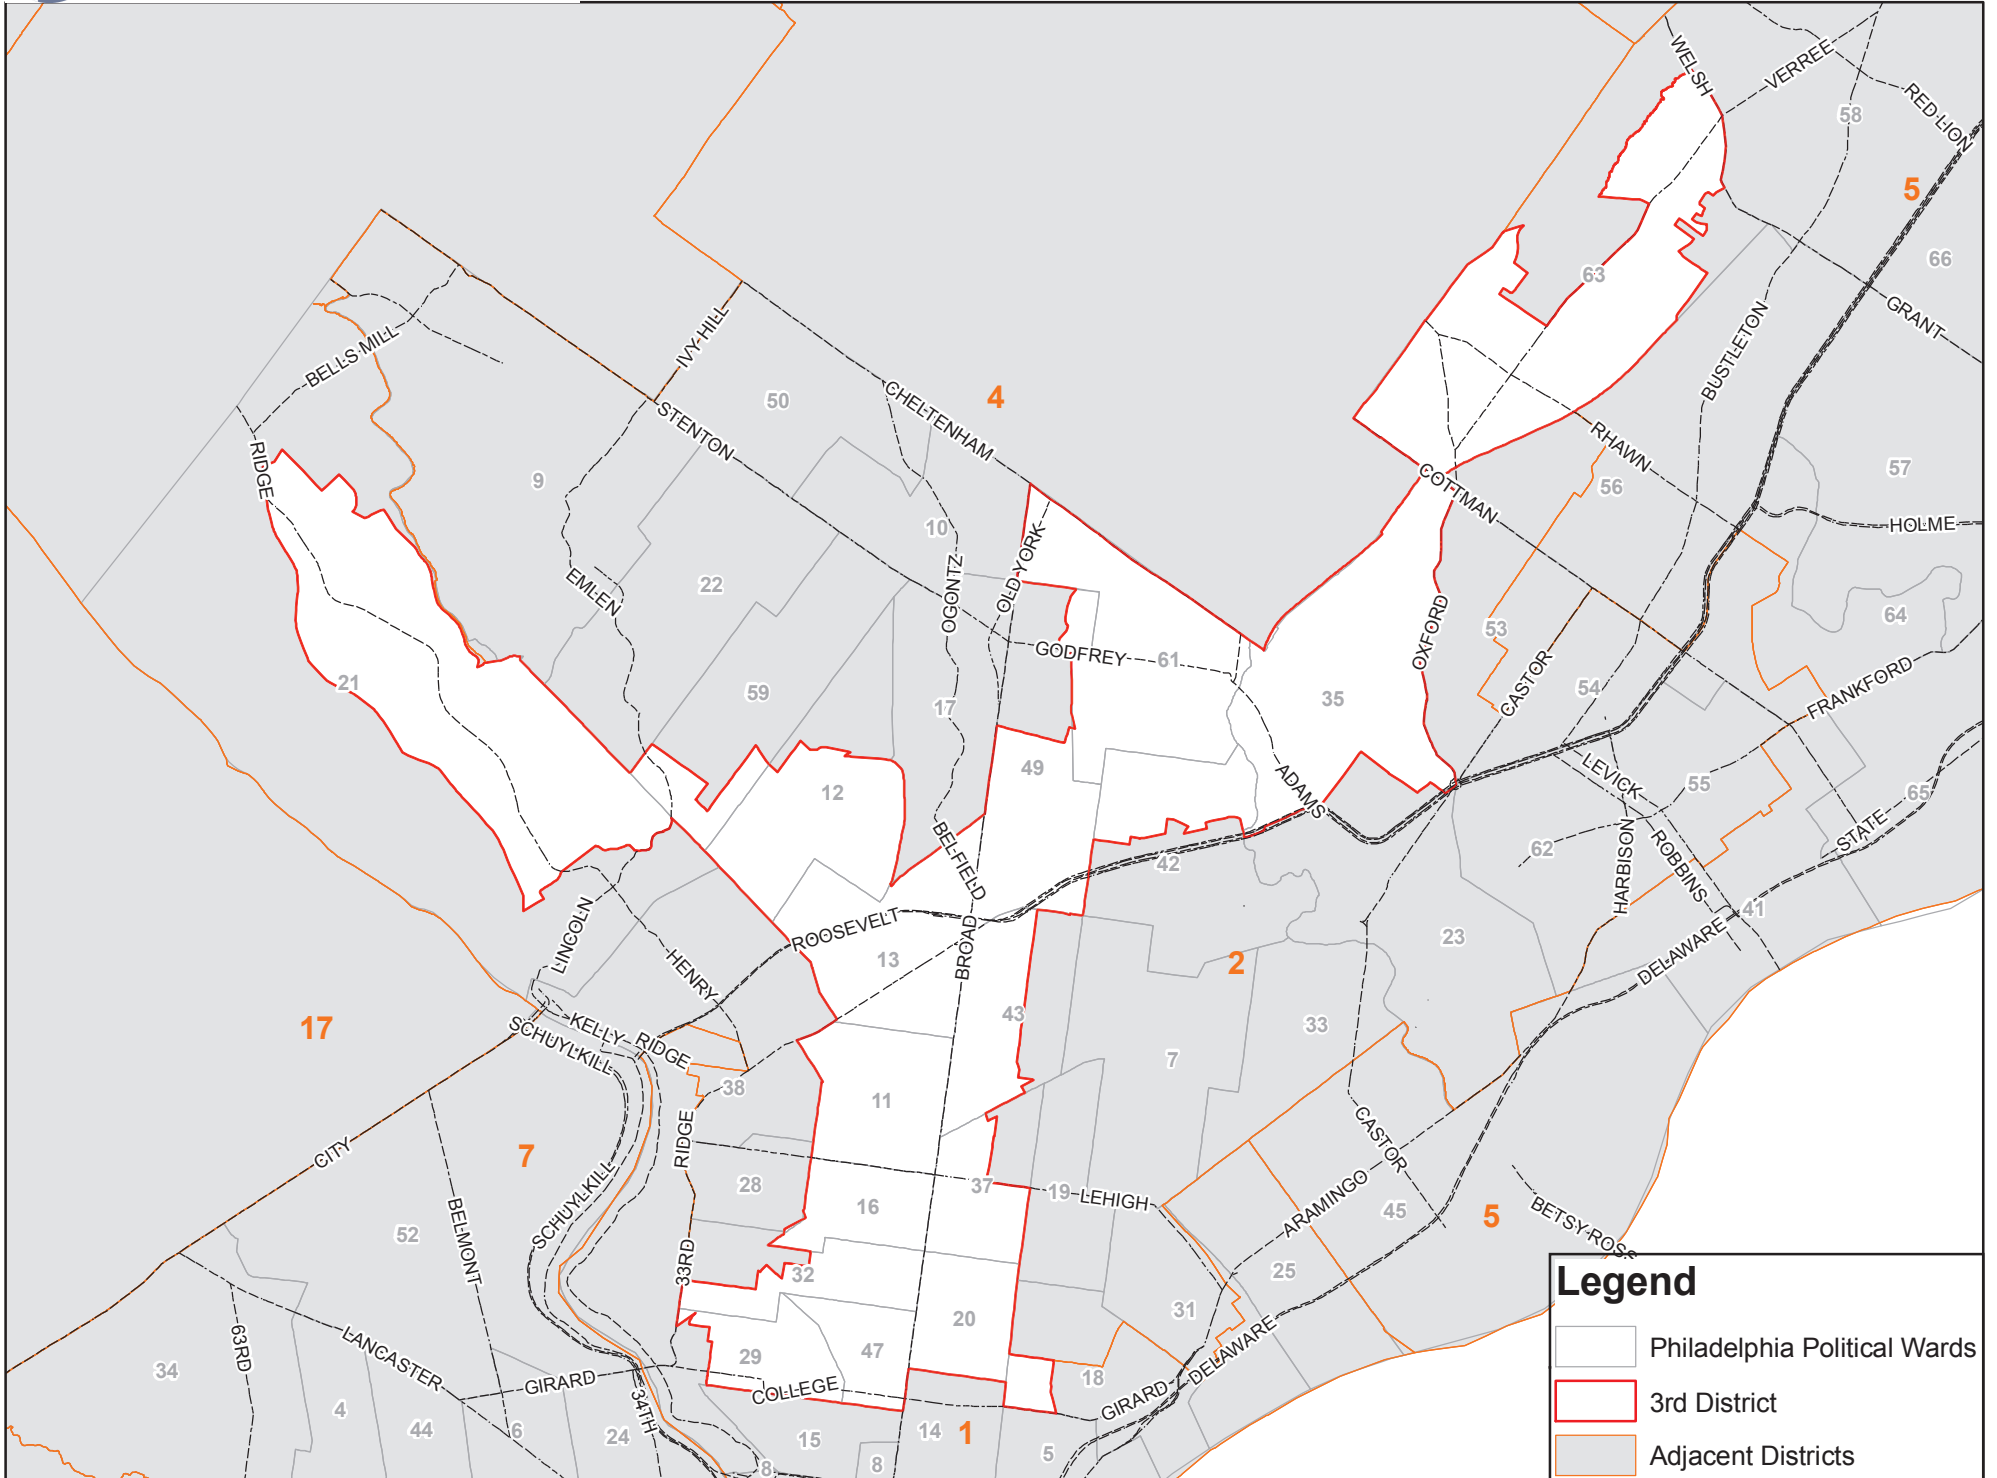 WELSH
VERREE
58
RED LION
5
66
BELLS MILL
IVY HILL
63
GRANT
BUSTLETON
50
4
CHELTENHAM
STENTON
RIDGE
9
RHAWN
57
COTTMAN
56
10
HOLME
OLD YORK
OGONTZ
22
EMLEN
OXFORD
64
53
GODFREY
61
21
59
17
35
CASTOR
54
FRANKFORD
49
12
ADAMS
LEVICK
55
65
STATE
BELFIELD
42
62
HARBISON
ROBBINS
41
LINCOLN
ROOSEVELT
BROAD
23
DELAWARE
13
2
HENRY
17
SCHUYLKILL
KELLY
RIDGE
43
33
7
38
11
CITY
7
RIDGE
CASTOR
SCHUYLKILL
28
16
37
19
LEHIGH
ARAMINGO
45
5
BETSY ROSS
52
BELMONT
33RD
32
25
31
20
63RD
LANCASTER
29
47
DELAWARE
34
GIRARD
COLLEGE
18
GIRARD
4
44
6
24
34TH
15
14
1
5
8
8
Legend
Philadelphia Political Wards
3rd District
Adjacent Districts